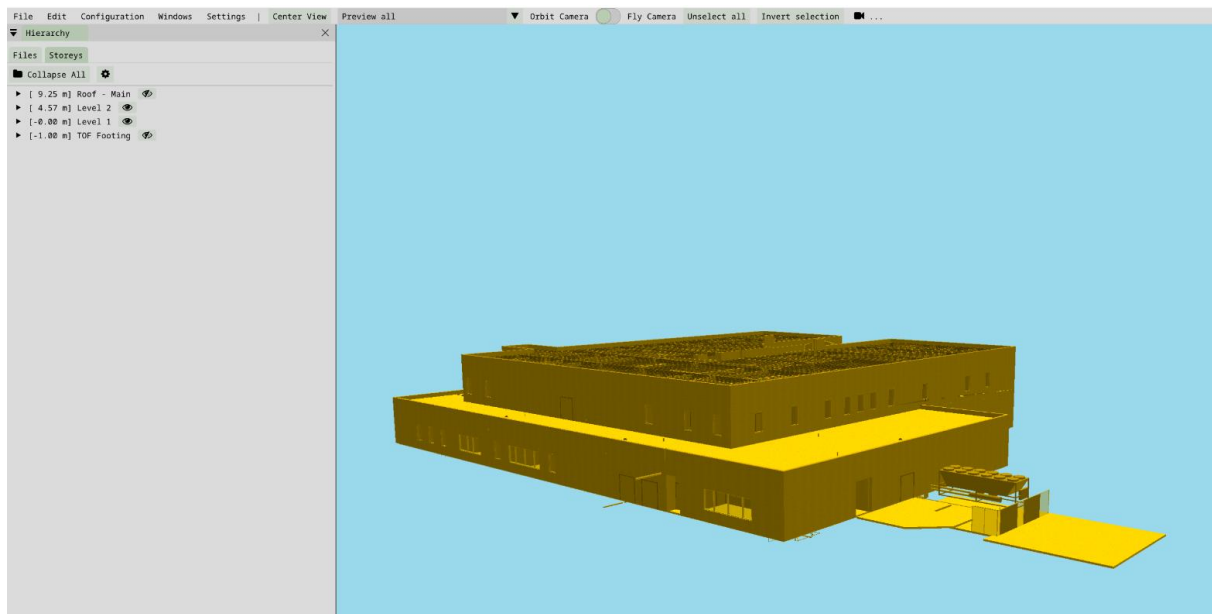 File Edit Configuration Windows Settings | Center View Preview all Orbit Camera Fly Camera Unselect all Invert selection ...
Hierarchy
Files Storeys
Collapse All
[ 9.25 m] Roof - Main
[ 4.57 m] Level 2
[-0.00 m] Level 1
[-1.00 m] TOF Footing